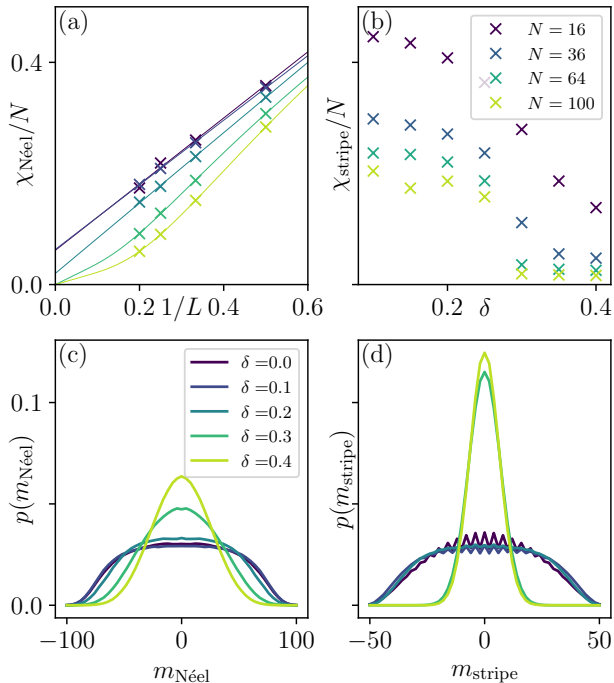 (a)
χNéel/N
0.4
0.0
0.0
0.2
1/L
0.4
0.6
(b)
χstripe/N
N = 16
N = 36
N = 64
N = 100
0.2
δ
0.4
(c)
p(mNéel)
0.1
0.0
δ =0.0
δ =0.1
δ =0.2
δ =0.3
δ =0.4
−100
0
100
mNéel
(d)
p(mstripe)
−50
0
50
mstripe